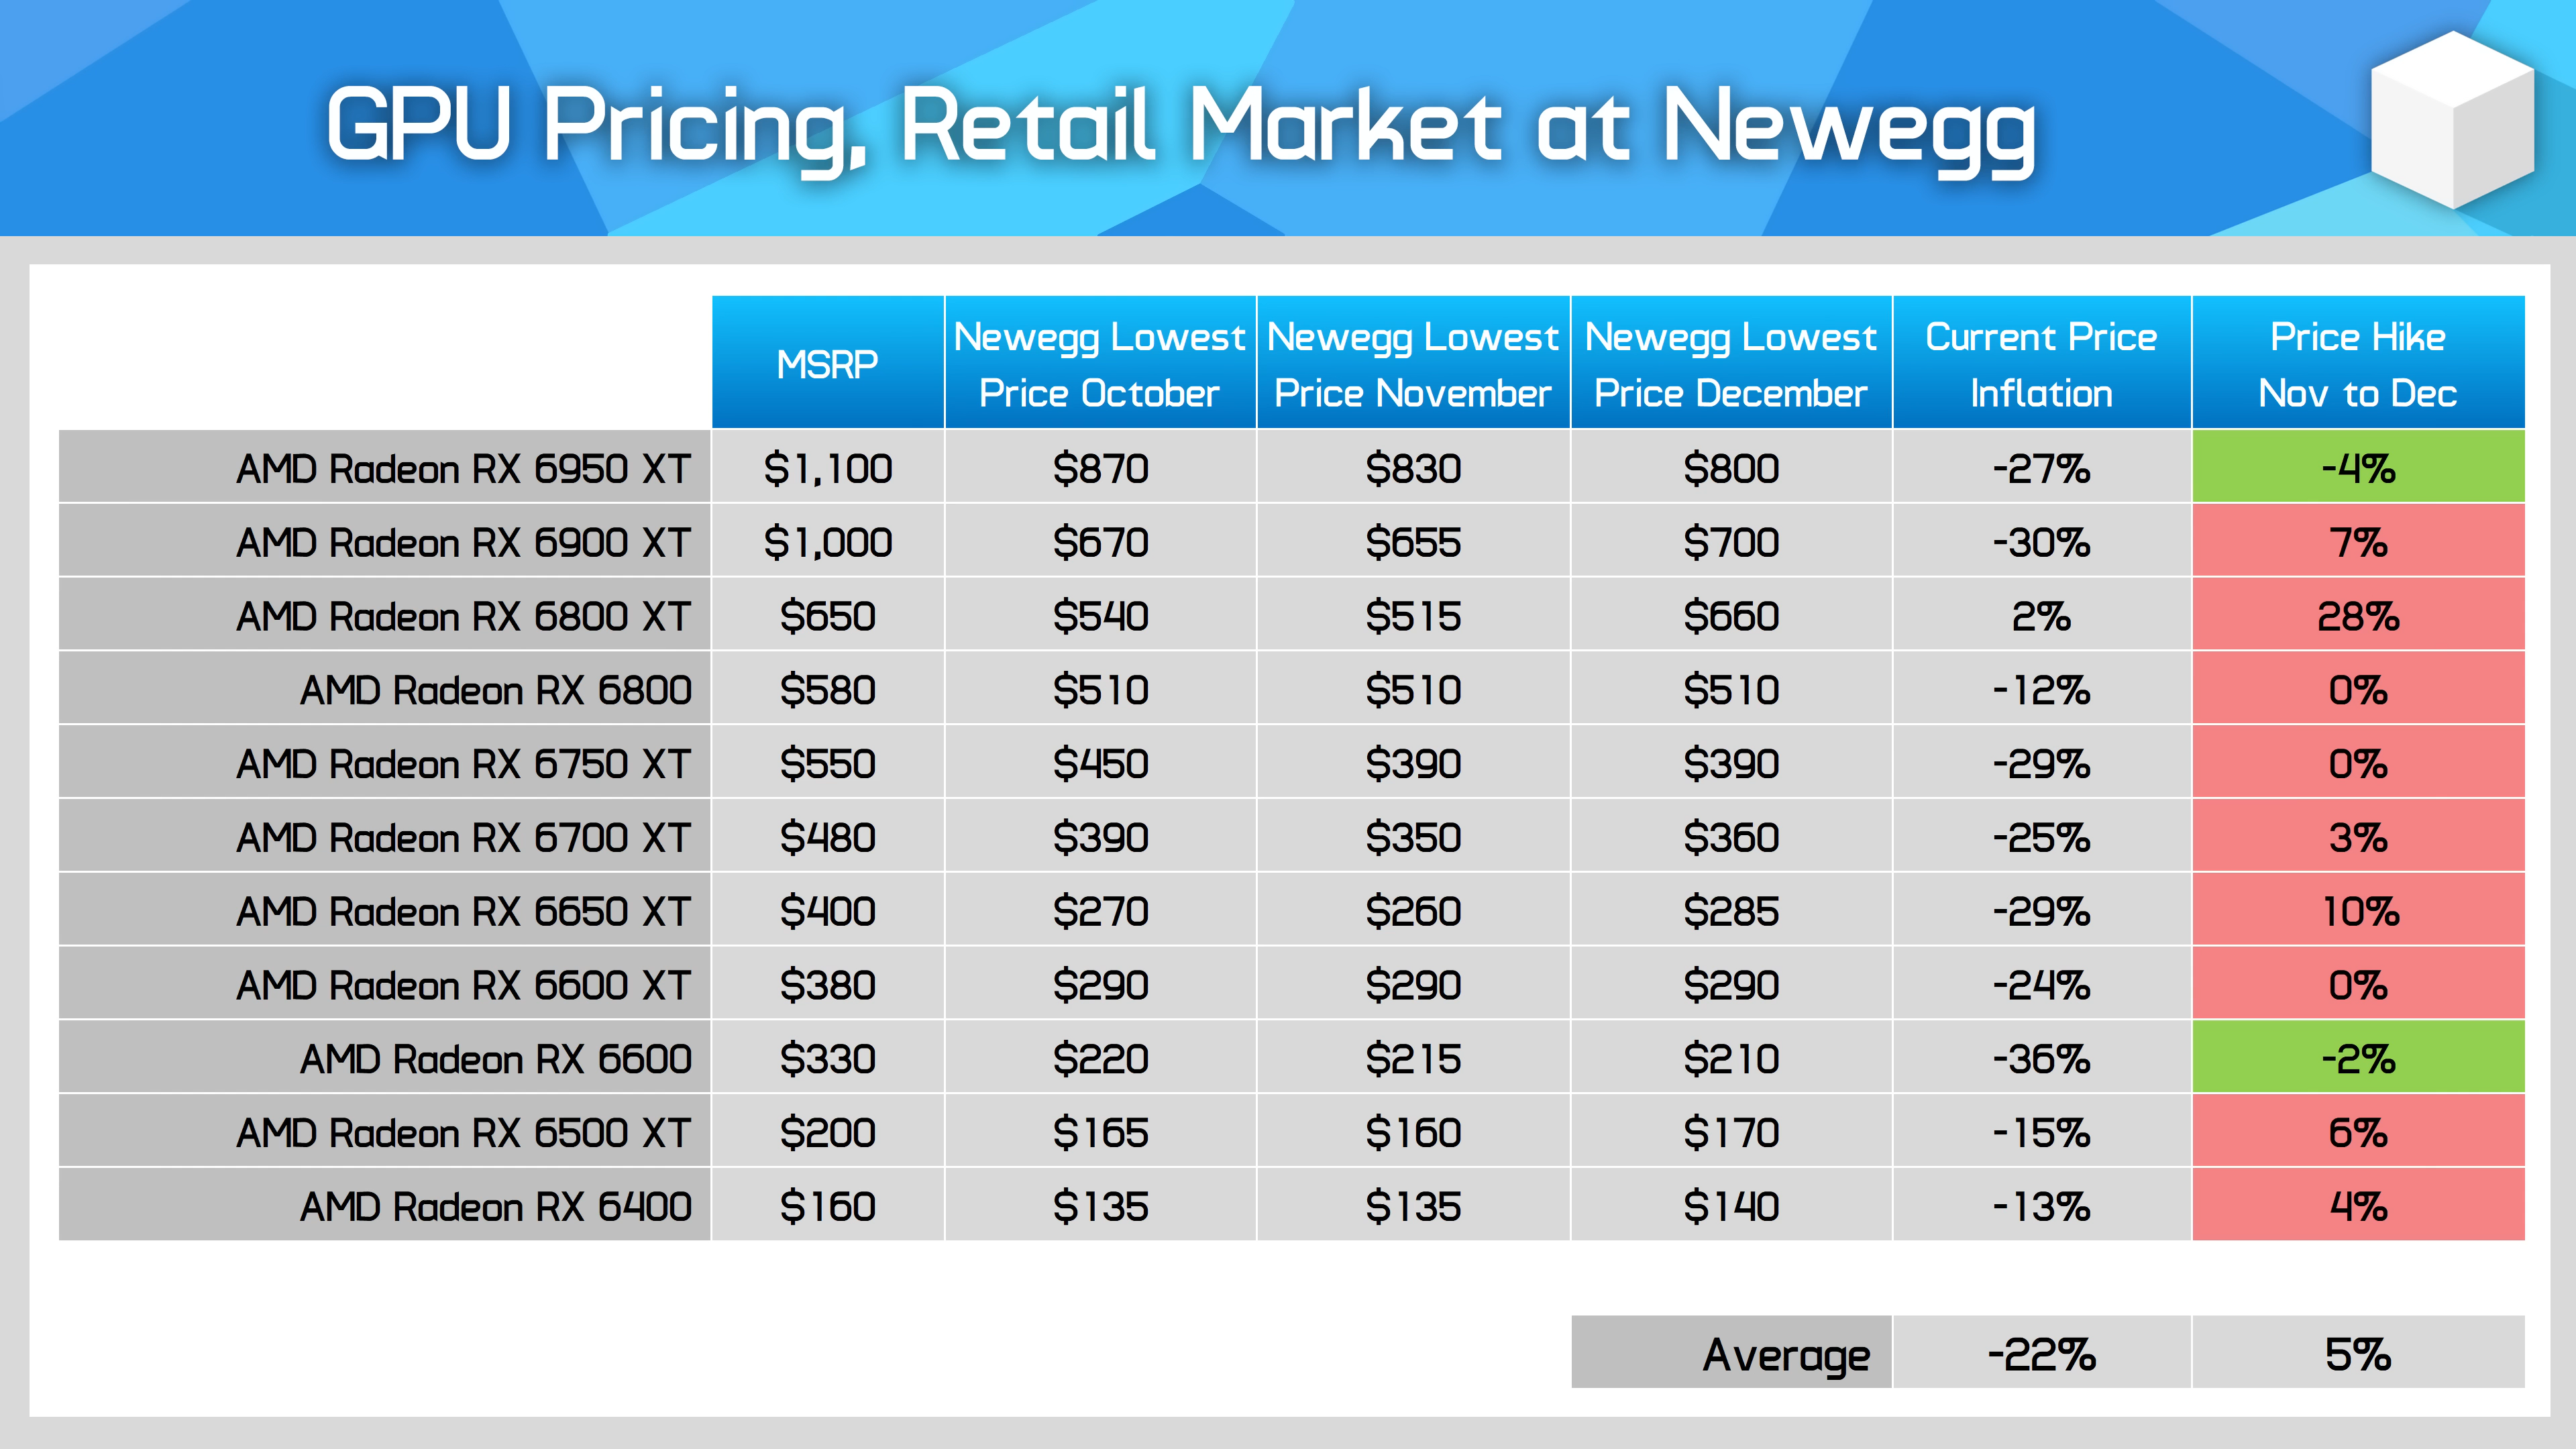 GPU Pricing, Retail Market at Newegg
MSRP Newegg Lowest Price October Newegg Lowest Price November Newegg Lowest Price December Current Price Inflation Price Hike Nov to Dec
AMD Radeon RX 6950 XT $1,100 $870 $830 $800 -27% -4%
AMD Radeon RX 6900 XT $1,000 $670 $655 $700 -30% 7%
AMD Radeon RX 6800 XT $650 $540 $515 $660 2% 28%
AMD Radeon RX 6800 $580 $510 $510 $510 -12% 0%
AMD Radeon RX 6750 XT $550 $450 $390 $390 -29% 0%
AMD Radeon RX 6700 XT $480 $390 $350 $360 -25% 3%
AMD Radeon RX 6650 XT $400 $270 $260 $285 -29% 10%
AMD Radeon RX 6600 XT $380 $290 $290 $290 -24% 0%
AMD Radeon RX 6600 $330 $220 $215 $210 -36% -2%
AMD Radeon RX 6500 XT $200 $165 $160 $170 -15% 6%
AMD Radeon RX 6400 $160 $135 $135 $140 -13% 4%
Average -22% 5%